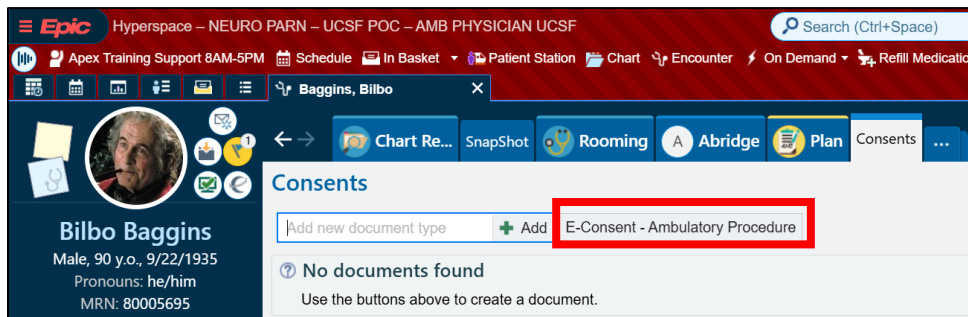 Epic Hyperspace – NEURO PARN – UCSF POC – AMB PHYSICIAN UCSF Search (Ctrl+Space)
Apex Training Support 8AM-5PM Schedule In Basket Patient Station Chart Encounter On Demand Refill Medicatio
Baggins, Bilbo
1
Chart Re... SnapShot Rooming A Abridge Plan Consents ...
Consents
Add new document type Add E-Consent - Ambulatory Procedure
Bilbo Baggins
Male, 90 y.o., 9/22/1935
Pronouns: he/him
MRN: 80005695
No documents found
Use the buttons above to create a document.